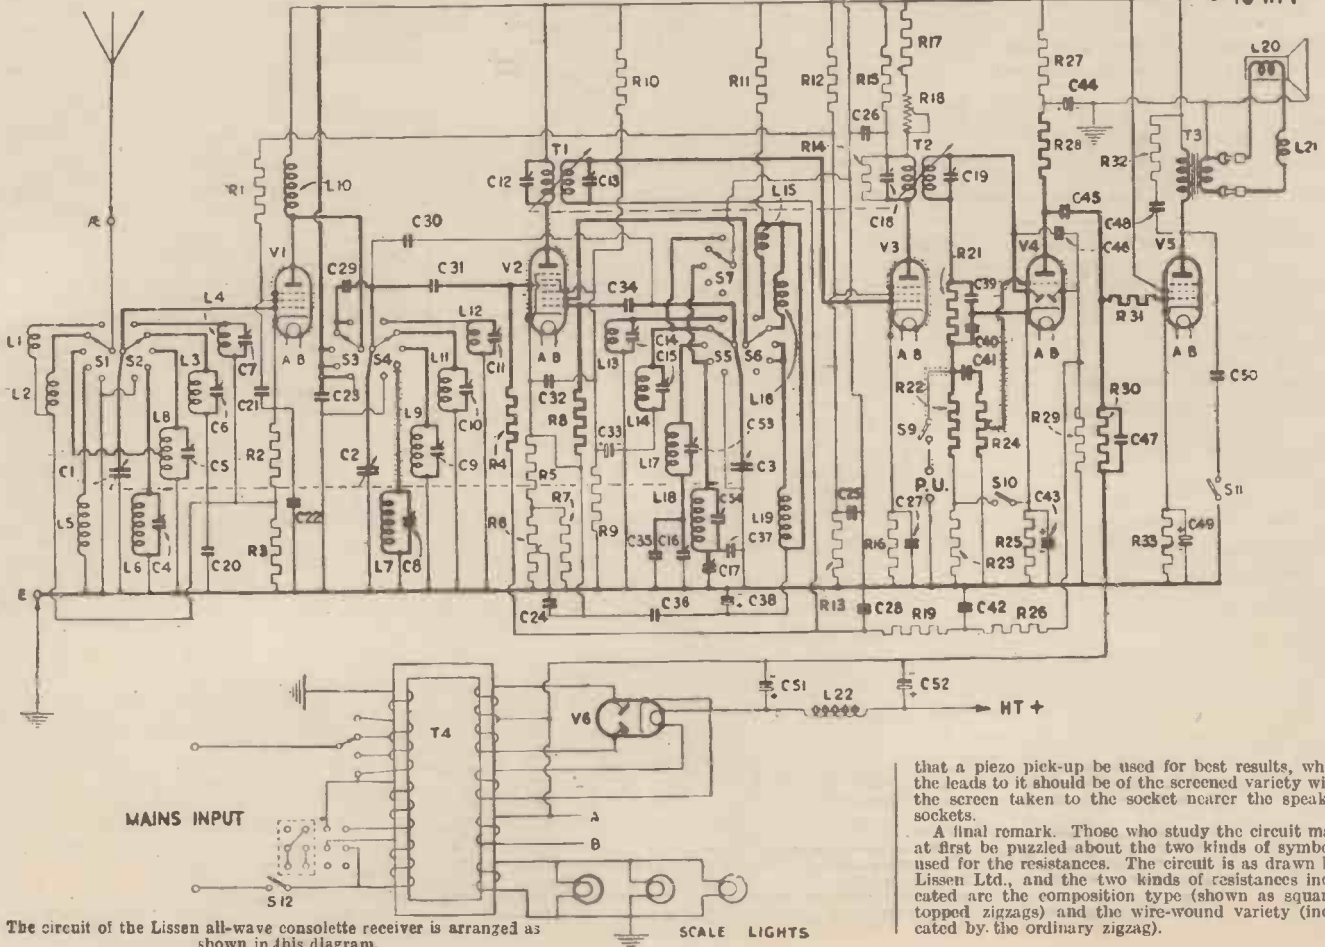 R17
L20
R27
R10
R11
R12
R15
C44
R18
C26
T1
R14
T2
R28
R32
T3
L21
R1
L10
C12
C13
L15
C19
C45
C48
C46
Æ
C30
C18
V1
V2
V3
R21
V4
V5
C29
C31
S7
L4
C34
C39
R31
L12
L1
S1
S2
L3
C7
A B
S3
S4
L11
C11
A B
L13
C14
C15
S5
S6
A B
C40
C41
A B
A B
L2
C21
C23
C32
R22
R30
C50
L8
C6
L9
C10
R8
L14
L16
S9
R24
R29
C47
C1
C5
R2
C2
C9
R4
C33
L17
C53
C3
R5
P.U.
S10
S11
L5
C22
R6
R7
R9
L18
C54
L19
C25
C27
C43
L6
C4
C20
R3
L7
C8
C35
C16
C37
R16
R23
R25
R33
C49
C17
E
C24
C36
C38
R13
C28
R19
C42
R26
C51
C52
L22
HT +
V6
T4
MAINS INPUT
A
B
S12
SCALE LIGHTS
The circuit of the Lissen all-wave consolette receiver is arranged as
shown in this diagram.
that a piezo pick-up be used for best results, wh
the leads to it should be of the screened variety wi
the screen taken to the socket nearer the speak
sockets.
A final remark. Those who study the circuit ma
at first be puzzled about the two kinds of symbo
used for the resistances. The circuit is as drawn
Lissen Ltd., and the two kinds of resistances in
cated are the composition type (shown as squar
topped zigzags) and the wire-wound variety (in
cated by the ordinary zigzag).